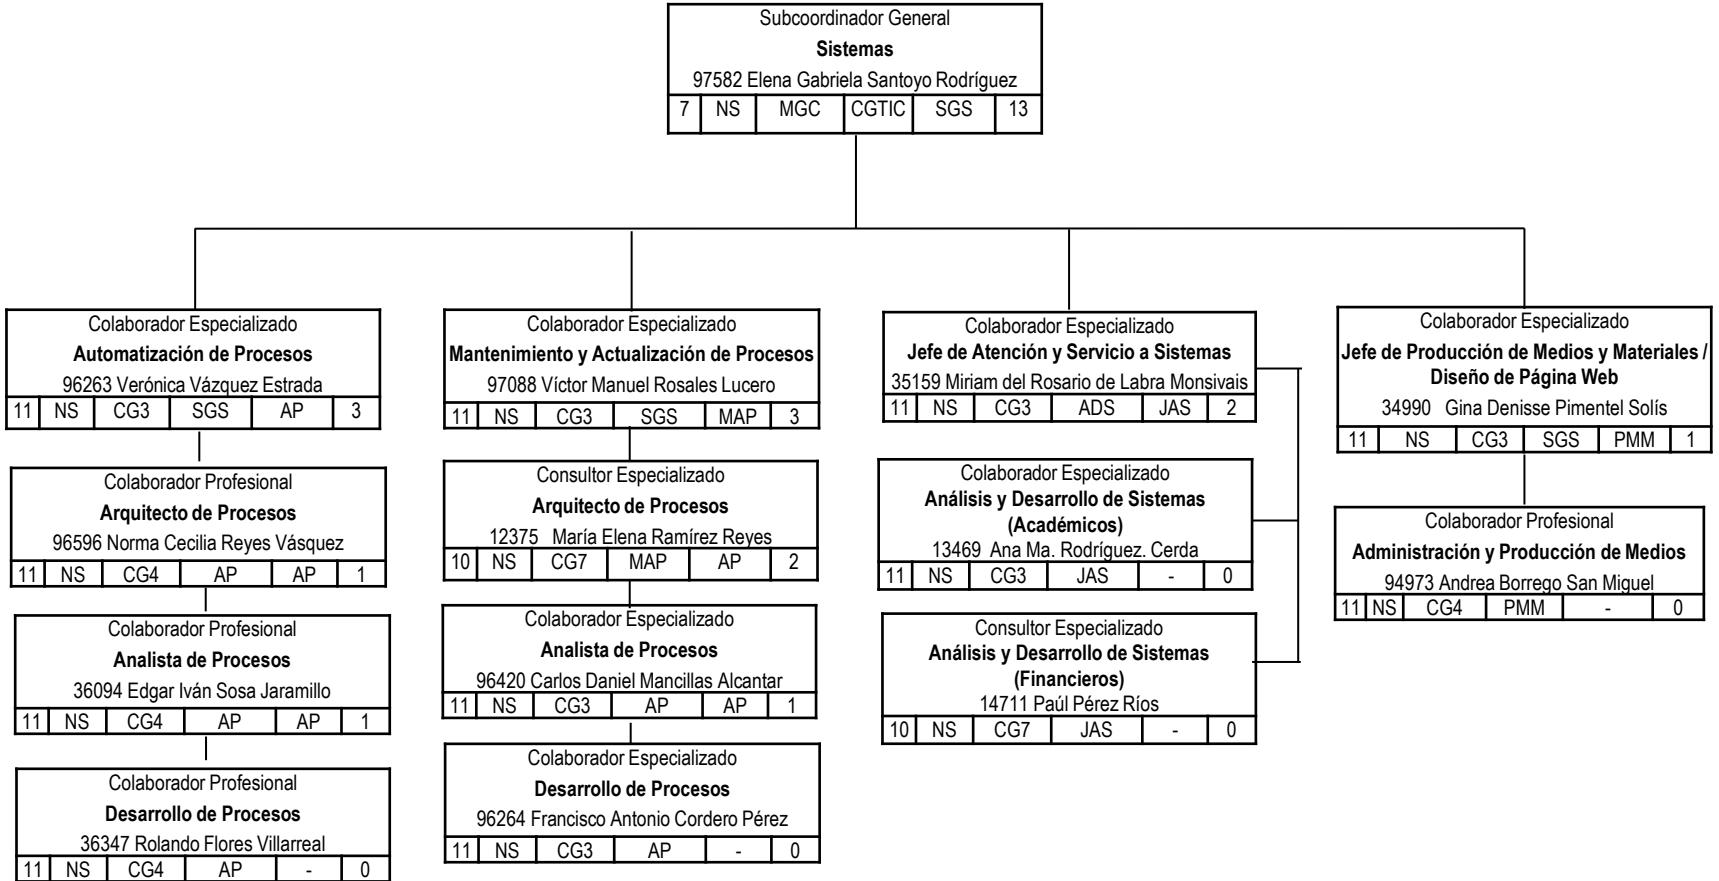 Subcoordinador General
Sistemas
97582 Elena Gabriela Santoyo Rodríguez
7 NS MGC CGTIC SGS 13
Colaborador Especializado
Automatización de Procesos
96263 Verónica Vázquez Estrada
11 NS CG3 SGS AP 3
Colaborador Profesional
Arquitecto de Procesos
96596 Norma Cecilia Reyes Vásquez
11 NS CG4 AP AP 1
Colaborador Profesional
Analista de Procesos
36094 Edgar Iván Sosa Jaramillo
11 NS CG4 AP AP 1
Colaborador Profesional
Desarrollo de Procesos
36347 Rolando Flores Villarreal
11 NS CG4 AP - 0
Colaborador Especializado
Mantenimiento y Actualización de Procesos
97088 Víctor Manuel Rosales Lucero
11 NS CG3 SGS MAP 3
Consultor Especializado
Arquitecto de Procesos
12375 María Elena Ramírez Reyes
10 NS CG7 MAP AP 2
Colaborador Especializado
Analista de Procesos
96420 Carlos Daniel Mancillas Alcantar
11 NS CG3 AP AP 1
Colaborador Especializado
Desarrollo de Procesos
96264 Francisco Antonio Cordero Pérez
11 NS CG3 AP - 0
Colaborador Especializado
Jefe de Atención y Servicio a Sistemas
35159 Miriam del Rosario de Labra Monsivais
11 NS CG3 ADS JAS 2
Colaborador Especializado
Análisis y Desarrollo de Sistemas
(Académicos)
13469 Ana Ma. Rodríguez. Cerda
11 NS CG3 JAS - 0
Consultor Especializado
Análisis y Desarrollo de Sistemas
(Financieros)
14711 Paúl Pérez Ríos
10 NS CG7 JAS - 0
Colaborador Especializado
Jefe de Producción de Medios y Materiales /
Diseño de Página Web
34990 Gina Denisse Pimentel Solís
11 NS CG3 SGS PMM 1
Colaborador Profesional
Administración y Producción de Medios
94973 Andrea Borrego San Miguel
11 NS CG4 PMM - 0